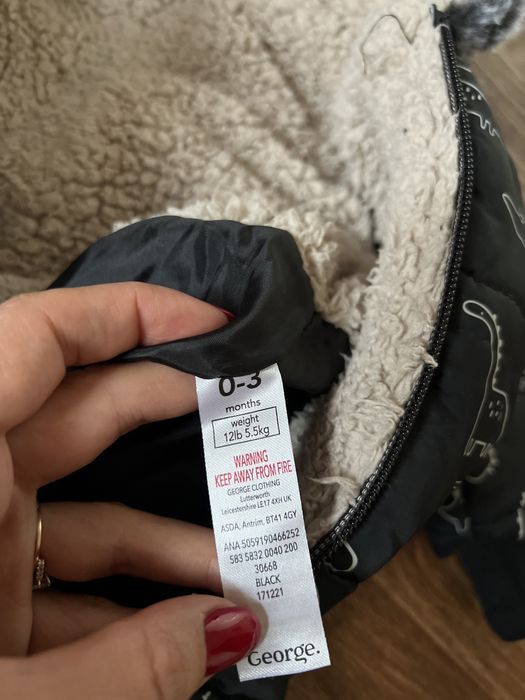 0-3
months
weight
12lb 5.5kg
WARNING
KEEP AWAY FROM FIRE
GEORGE CLOTHING
Lutterworth
Leicestershire LE17 4XH UK
ASDA, Antrim, BT41 4GY
ANA 5059190466252
583 5832 0040 200
30668
BLACK
171221
George.